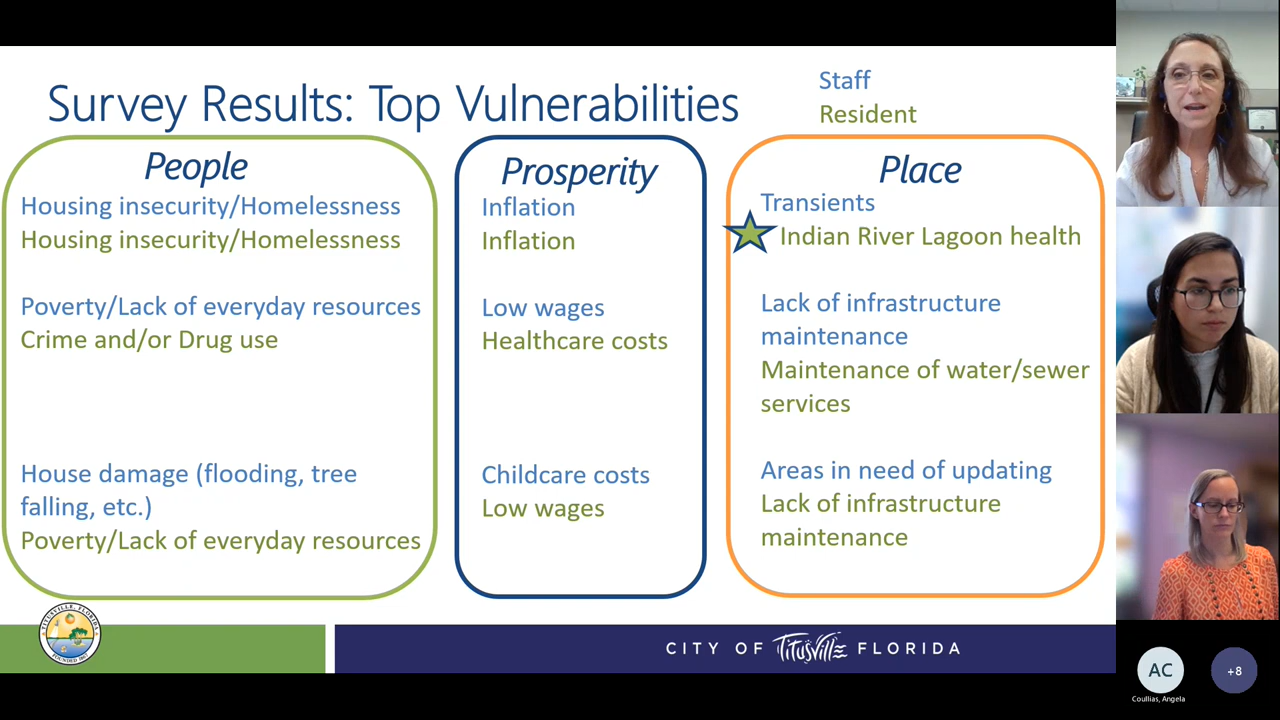 Survey Results: Top Vulnerabilities
Staff
Resident
People
Housing insecurity/Homelessness
Housing insecurity/Homelessness
Poverty/Lack of everyday resources
Crime and/or Drug use
House damage (flooding, tree
falling, etc.)
Poverty/Lack of everyday resources
Prosperity
Inflation
Inflation
Low wages
Healthcare costs
Childcare costs
Low wages
Place
Transients
Indian River Lagoon health
Lack of infrastructure
maintenance
Maintenance of water/sewer
services
Areas in need of updating
Lack of infrastructure
maintenance
TITUSVILLE, FLORIDA
CITY OF Titusville FLORIDA
AC
+8
Coullias, Angela